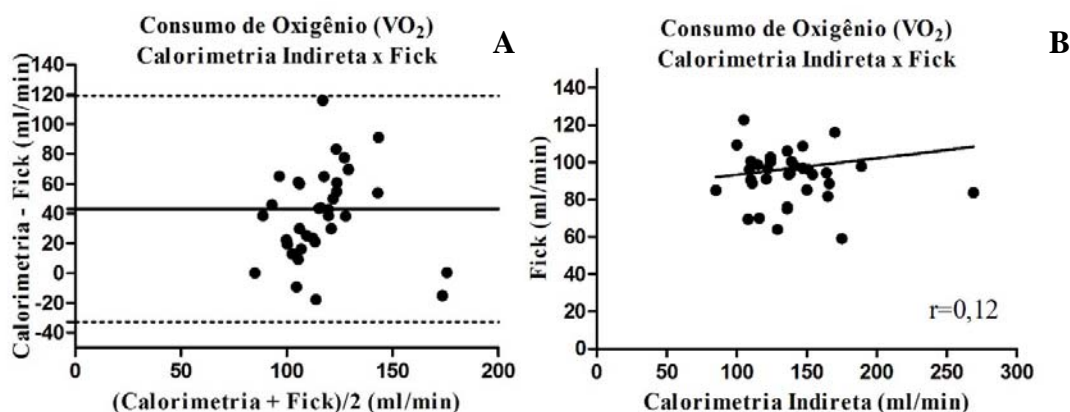 Consumo de Oxigênio (VO₂)
Calorimetria Indireta x Fick
A
Calorimetria - Fick (ml/min)
140
120
100
80
60
40
20
0
-20
-40
0
50
100
150
200
(Calorimetria + Fick)/2 (ml/min)
Consumo de Oxigênio (VO₂)
Calorimetria Indireta x Fick
B
Fick (ml/min)
140
120
100
80
60
40
20
0
r=0,12
0
50
100
150
200
250
300
Calorimetria Indireta (ml/min)